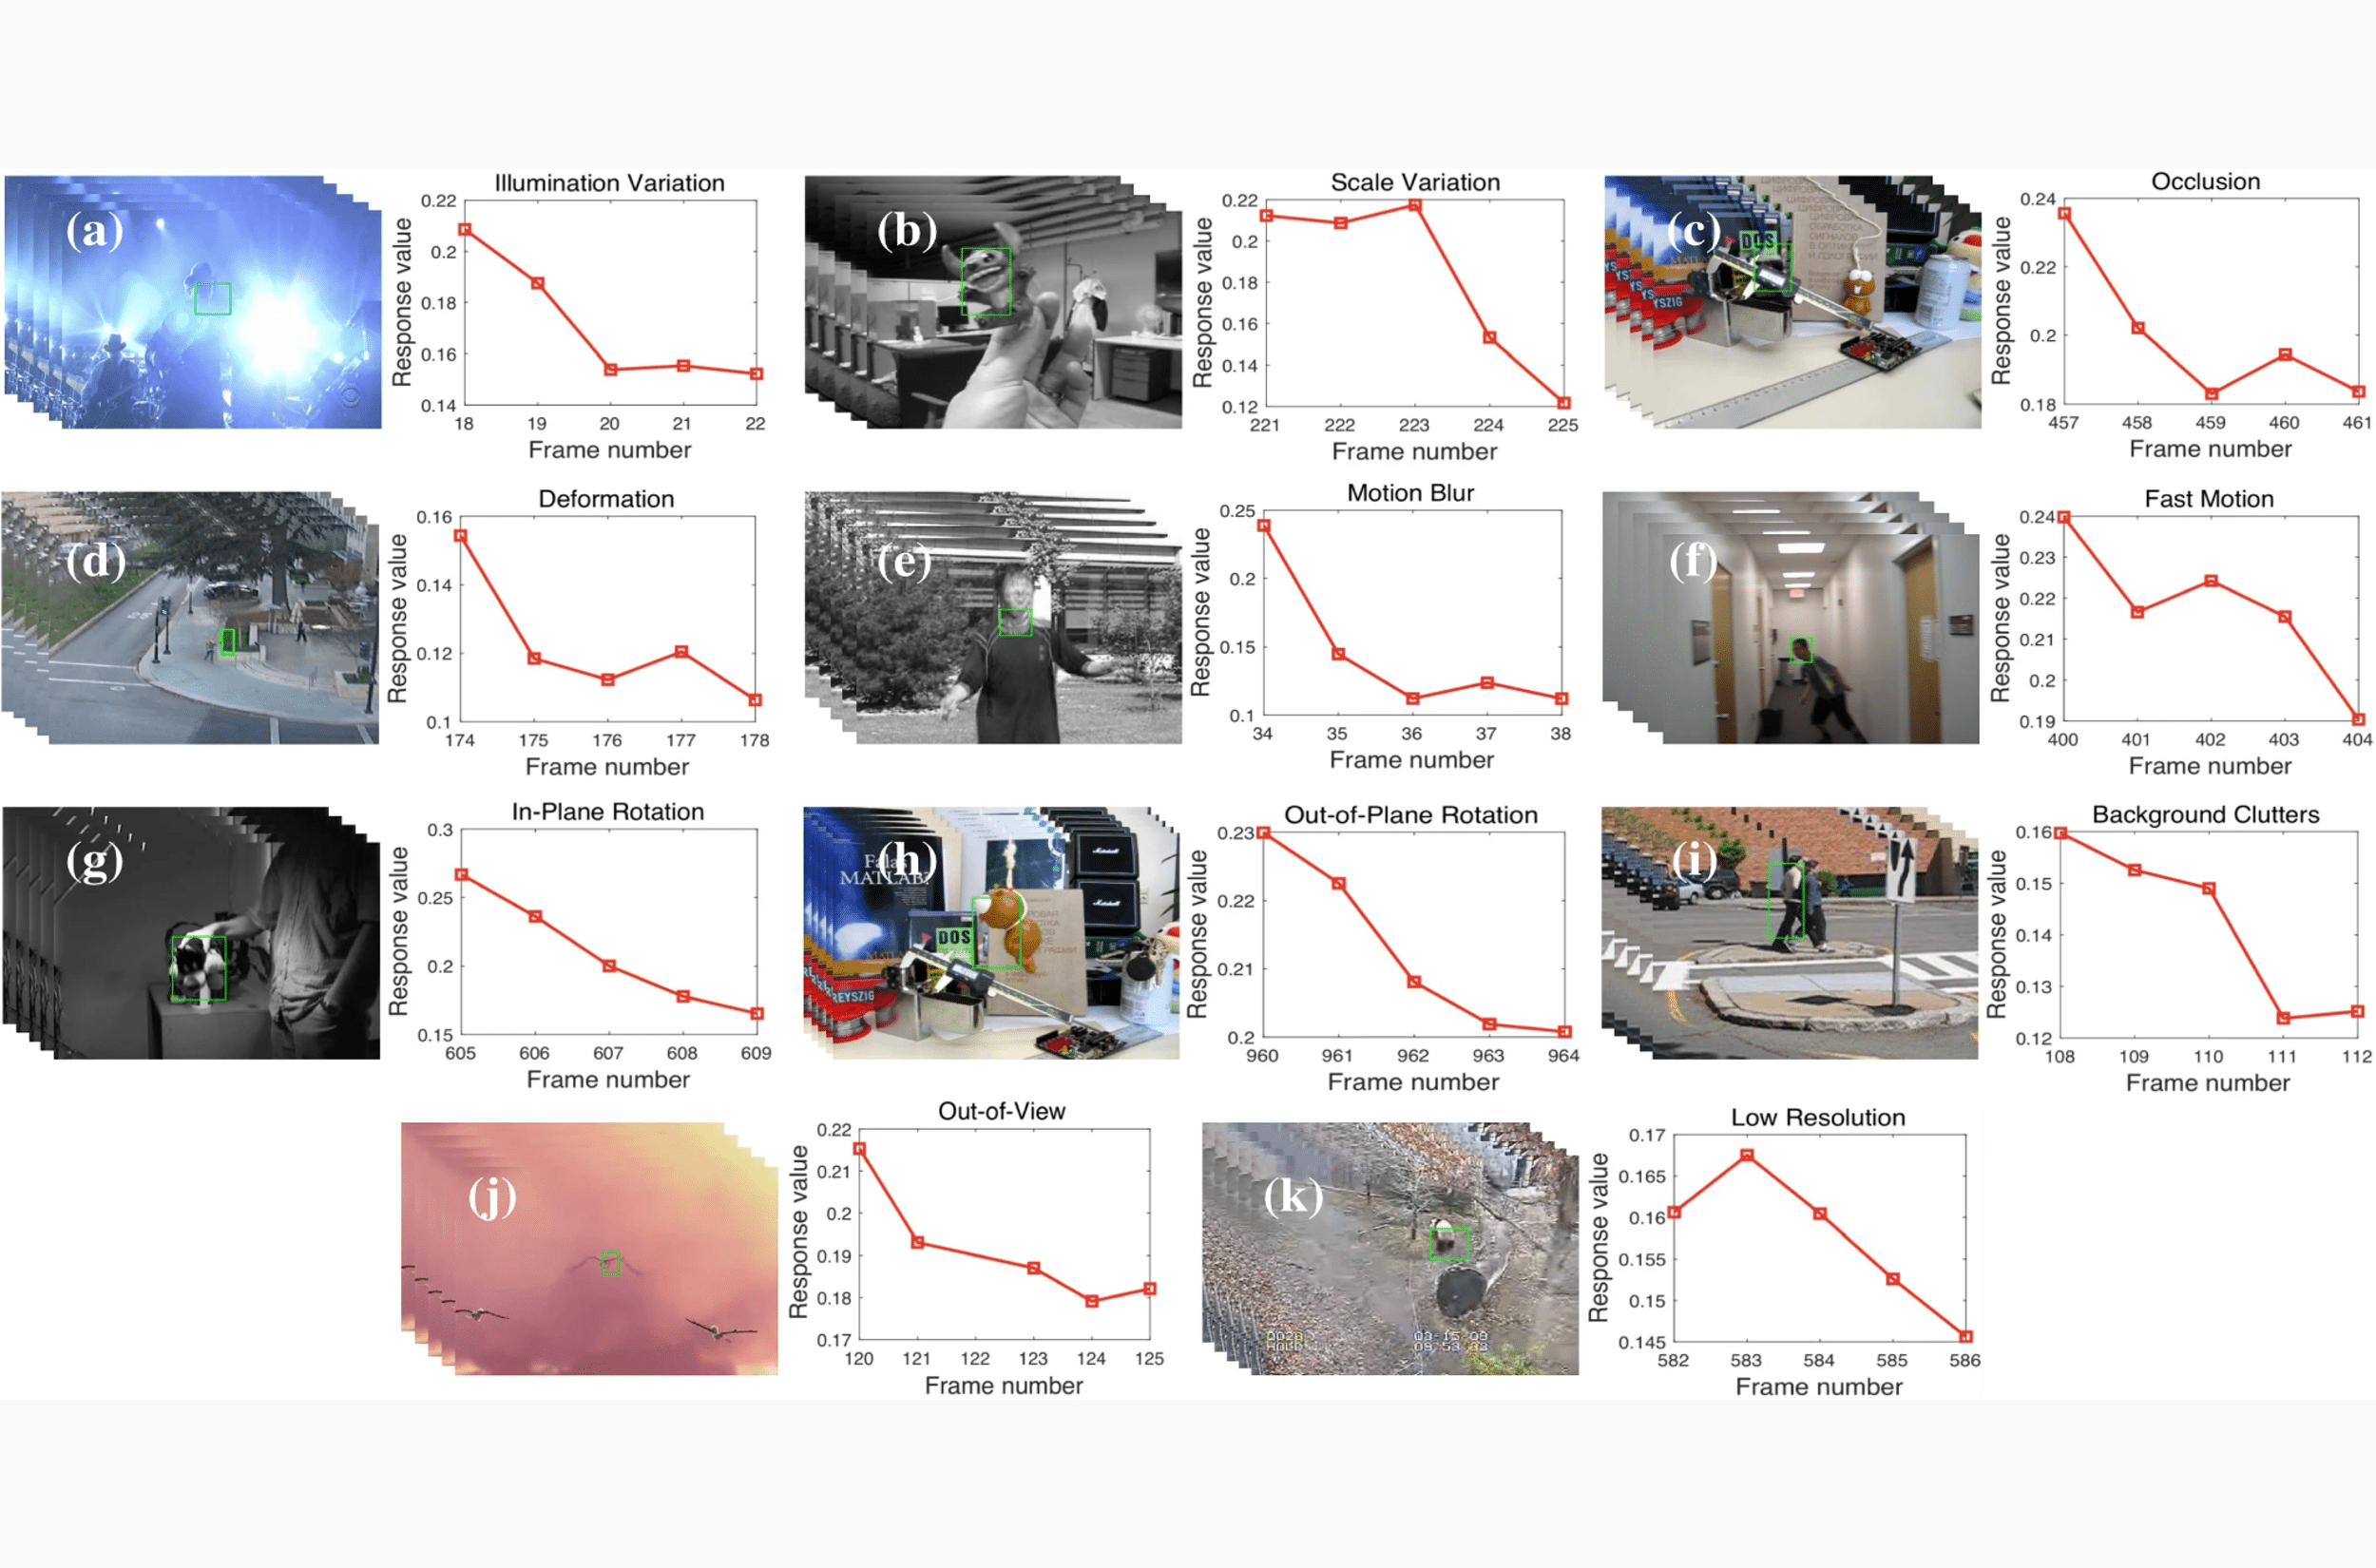 (a)
Illumination Variation
Response value
0.22
0.2
0.18
0.16
0.14
18 19 20 21 22
Frame number
(b)
Scale Variation
Response value
0.22
0.2
0.18
0.16
0.14
0.12
221 222 223 224 225
Frame number
(c)
DOS
YSZIG
ЦИФРОВАЯ
ОБРАБОТКА
СИГНАЛОВ
В ОПТИКЕ
И ГОЛОГРАФИИ
Occlusion
Response value
0.24
0.22
0.2
0.18
457 458 459 460 461
Frame number
(d)
Deformation
Response value
0.16
0.14
0.12
0.1
174 175 176 177 178
Frame number
(e)
Motion Blur
Response value
0.25
0.2
0.15
0.1
34 35 36 37 38
Frame number
(f)
Fast Motion
Response value
0.24
0.23
0.22
0.21
0.2
0.19
400 401 402 403 404
Frame number
(g)
In-Plane Rotation
Response value
0.3
0.25
0.2
0.15
605 606 607 608 609
Frame number
(h)
MATLAB?
DOS
REYSZIG
Marshall
Marshall
Out-of-Plane Rotation
Response value
0.23
0.22
0.21
0.2
960 961 962 963 964
Frame number
(i)
Background Clutters
Response value
0.16
0.15
0.14
0.13
0.12
108 109 110 111 112
Frame number
(j)
Out-of-View
Response value
0.22
0.21
0.2
0.19
0.18
0.17
120 121 122 123 124 125
Frame number
(k)
Low Resolution
Response value
0.17
0.165
0.16
0.155
0.15
0.145
582 583 584 585 586
Frame number